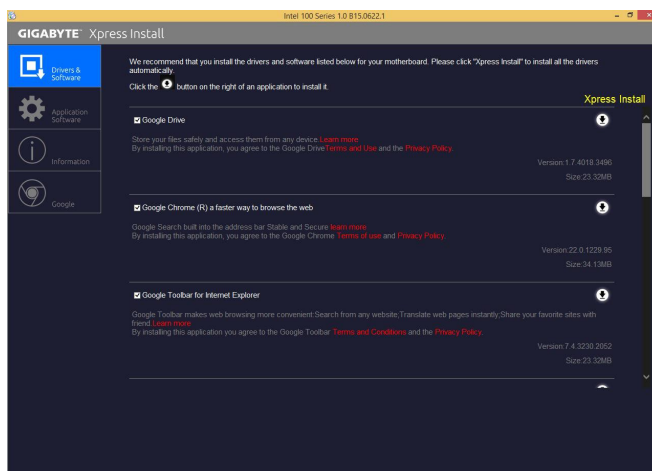 Intel 100 Series 1.0 B15.0622.1
GIGABYTE™ Xpress Install
Drivers &
Software
Application
Software
Information
Google
We recommend that you install the drivers and software listed below for your motherboard. Please click "Xpress Install" to install all the drivers
automatically.
Click the button on the right of an application to install it.
Xpress Install
Google Drive
Store your files safely and access them from any device.Learn more
By installing this application, you agree to the Google DriveTerms and Use and the Privacy Policy.
Version:1.7.4018.3496
Size:23.32MB
Google Chrome (R) a faster way to browse the web
Google Search built into the address bar Stable and Secure learn more
By installing this application, you agree to the Google Chrome Terms of use and Privacy Policy.
Version:22.0.1229.95
Size:34.13MB
Google Toolbar for Internet Explorer
Google Toolbar makes web browsing more convenient:Search from any website;Translate web pages instantly;Share your favorite sites with
friend.Learn more
By installing this application you agree to the Google Toolbar Terms and Conditions and the Privacy Policy.
Version:7.4.3230.2052
Size:23.32MB